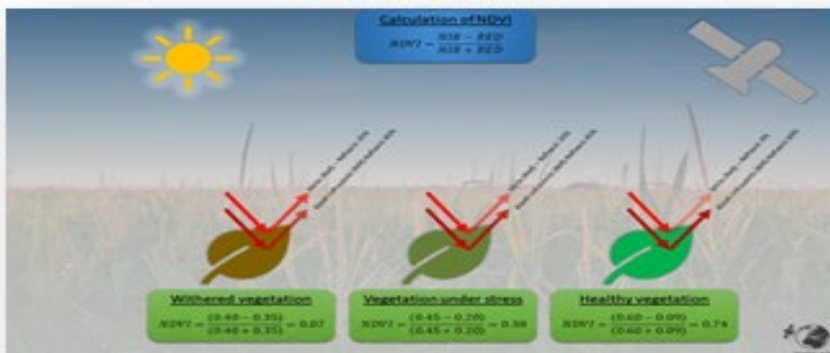 Calculation of NDVI
NDVI = (NIR − RED) / (NIR + RED)
Withered vegetation
NDVI = (0.40 − 0.35) / (0.40 + 0.35) = 0.07
Vegetation under stress
NDVI = (0.45 − 0.20) / (0.45 + 0.20) = 0.38
Healthy vegetation
NDVI = (0.60 − 0.09) / (0.60 + 0.09) = 0.74